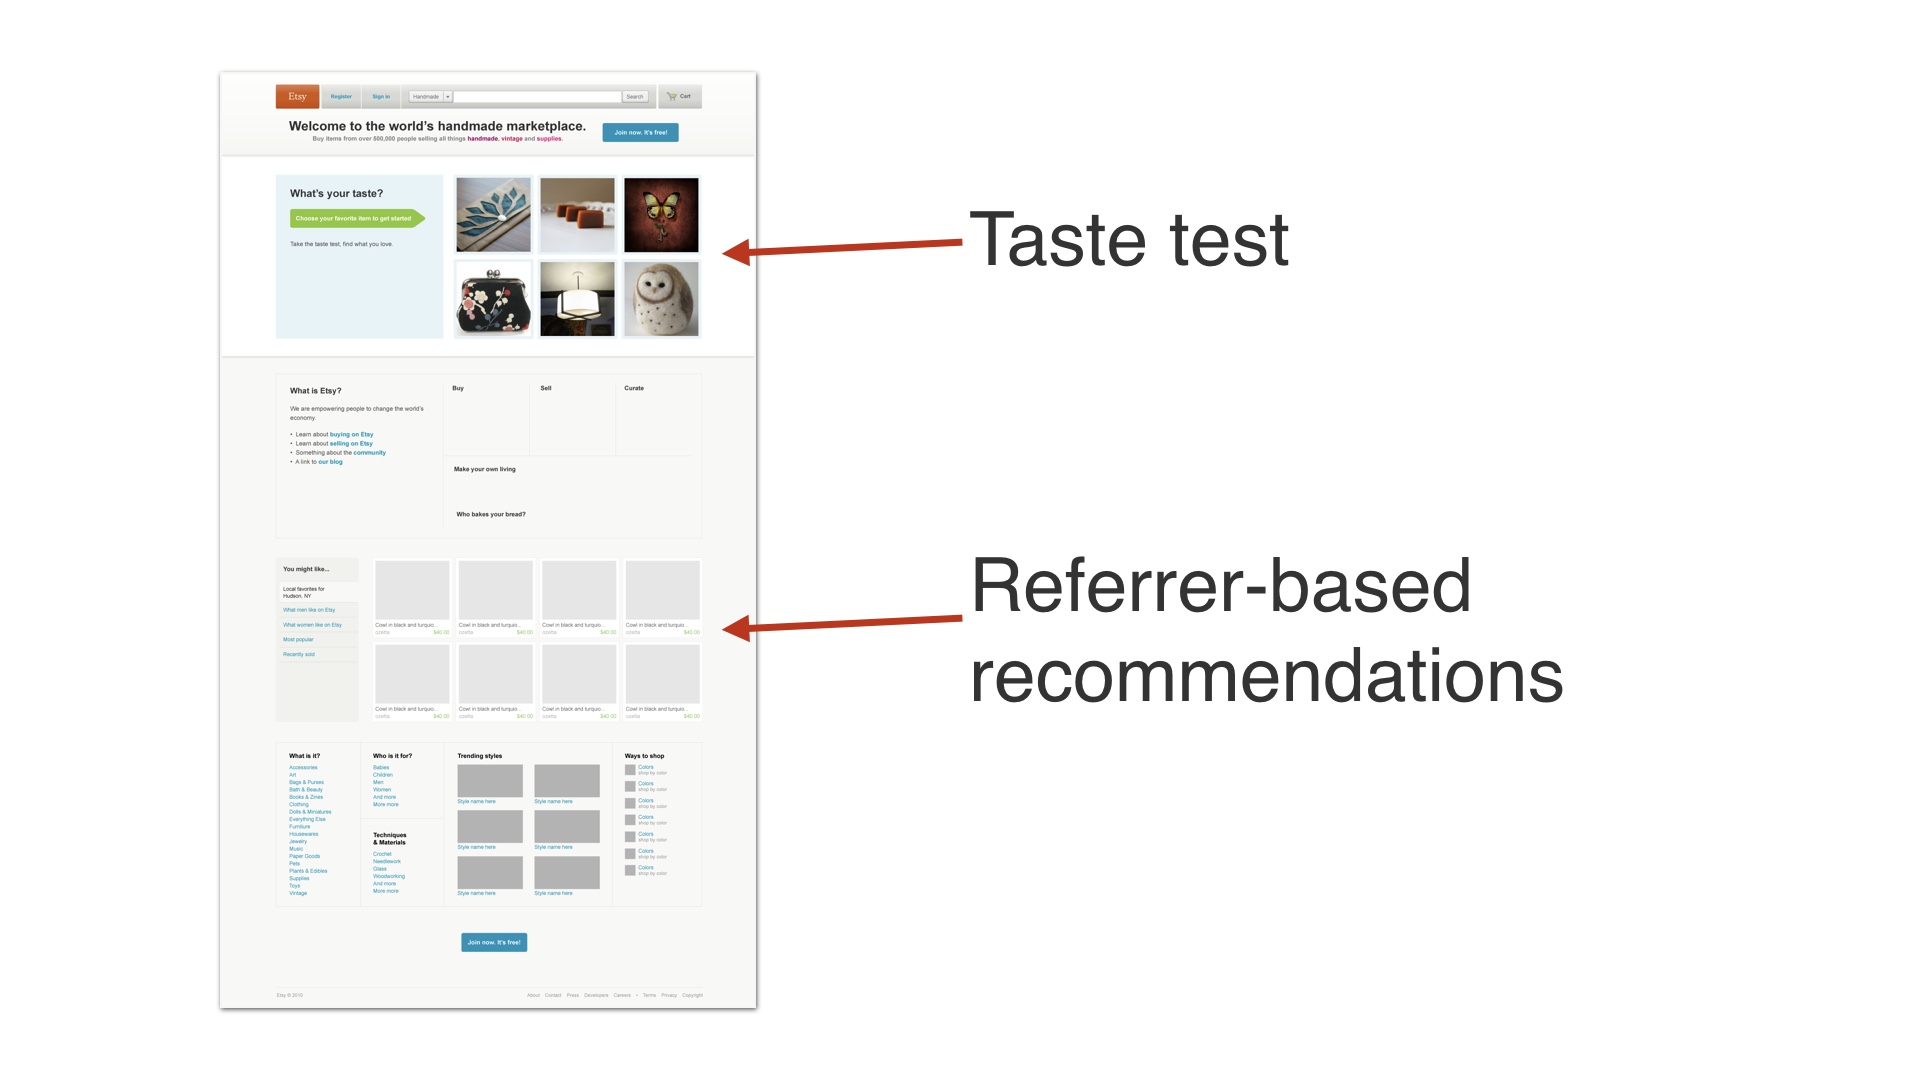 Etsy
Register
Sign in
Handmade
Search
Cart
Welcome to the world's handmade marketplace.
Buy items from over 500,000 people selling all things handmade, vintage and supplies.
Join now. It's free!
What's your taste?
Choose your favorite item to get started
Take the taste test, find what you love.
Taste test
What is Etsy?
We are empowering people to change the world's
economy.
• Learn about buying on Etsy
• Learn about selling on Etsy
• Something about the community
• A link to our blog
Buy
Sell
Curate
Make your own living
Who bakes your bread?
You might like...
Local favorites for
Hudson, NY
What men like on Etsy
What women like on Etsy
Most popular
Recently sold
Cowl in black and turquio...
$40.00
Cowl in black and turquio...
$40.00
Cowl in black and turquio...
$40.00
Cowl in black and turquio...
$40.00
Cowl in black and turquio...
$40.00
Cowl in black and turquio...
$40.00
Cowl in black and turquio...
$40.00
Cowl in black and turquio...
$40.00
Referrer-based
recommendations
What is it?
Accessories
Art
Bags & Purses
Bath & Beauty
Books & Zines
Clothing
Dolls & Miniatures
Everything Else
Furniture
Housewares
Jewelry
Music
Paper Goods
Pets
Plants & Edibles
Supplies
Toys
Vintage
Who is it for?
Babies
Children
Men
Women
And more
More more
Techniques
& Materials
Crochet
Needlework
Glass
Woodworking
And more
More more
Trending styles
Style name here
Style name here
Style name here
Style name here
Style name here
Style name here
Ways to shop
Colors
shop by color
Colors
shop by color
Colors
shop by color
Colors
shop by color
Colors
shop by color
Colors
shop by color
Colors
shop by color
Join now. It's free!
Etsy © 2010
About Contact Press Developers Careers • Terms Privacy Copyright